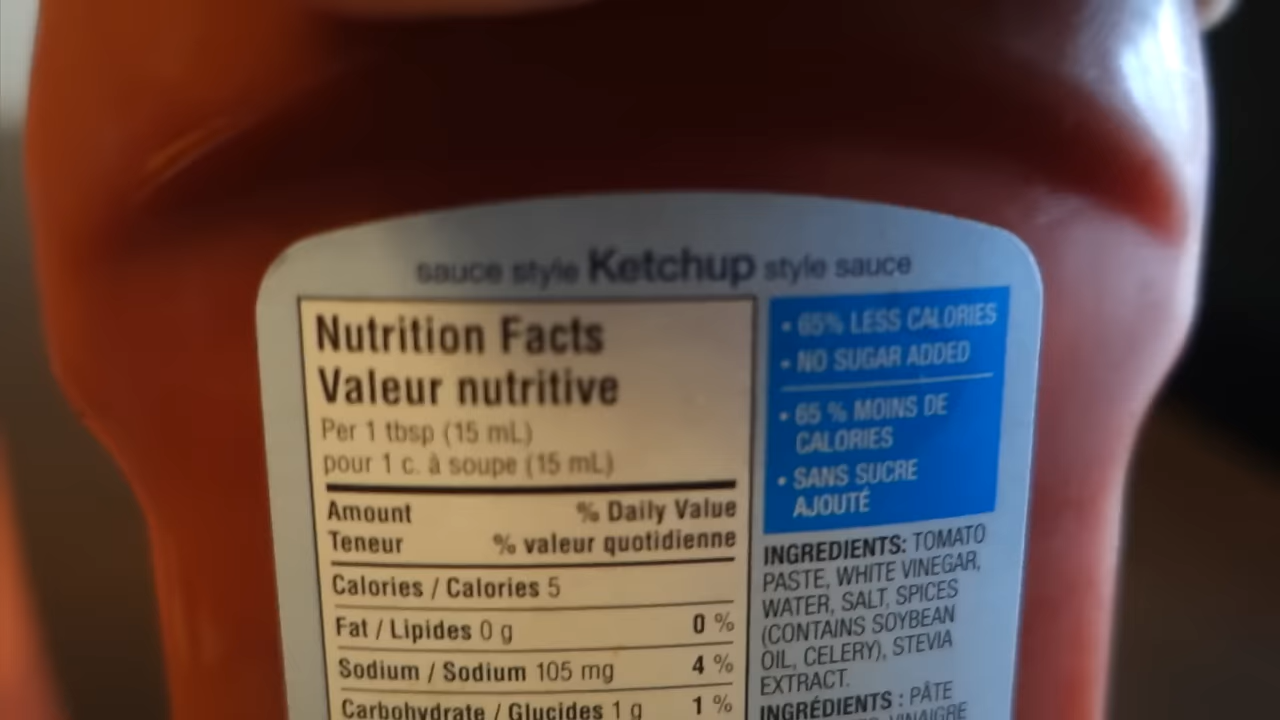 sauce style Ketchup style sauce
Nutrition Facts
Valeur nutritive
Per 1 tbsp (15 mL)
pour 1 c. à soupe (15 mL)
Amount % Daily Value
Teneur % valeur quotidienne
Calories / Calories 5
Fat / Lipides 0 g 0 %
Sodium / Sodium 105 mg 4 %
Carbohydrate / Glucides 1 g 1 %
• 65% LESS CALORIES
• NO SUGAR ADDED
• 65 % MOINS DE
CALORIES
• SANS SUCRE
AJOUTÉ
INGREDIENTS: TOMATO
PASTE, WHITE VINEGAR,
WATER, SALT, SPICES
(CONTAINS SOYBEAN
OIL, CELERY), STEVIA
EXTRACT.
INGRÉDIENTS : PÂTE
VINAIGRE